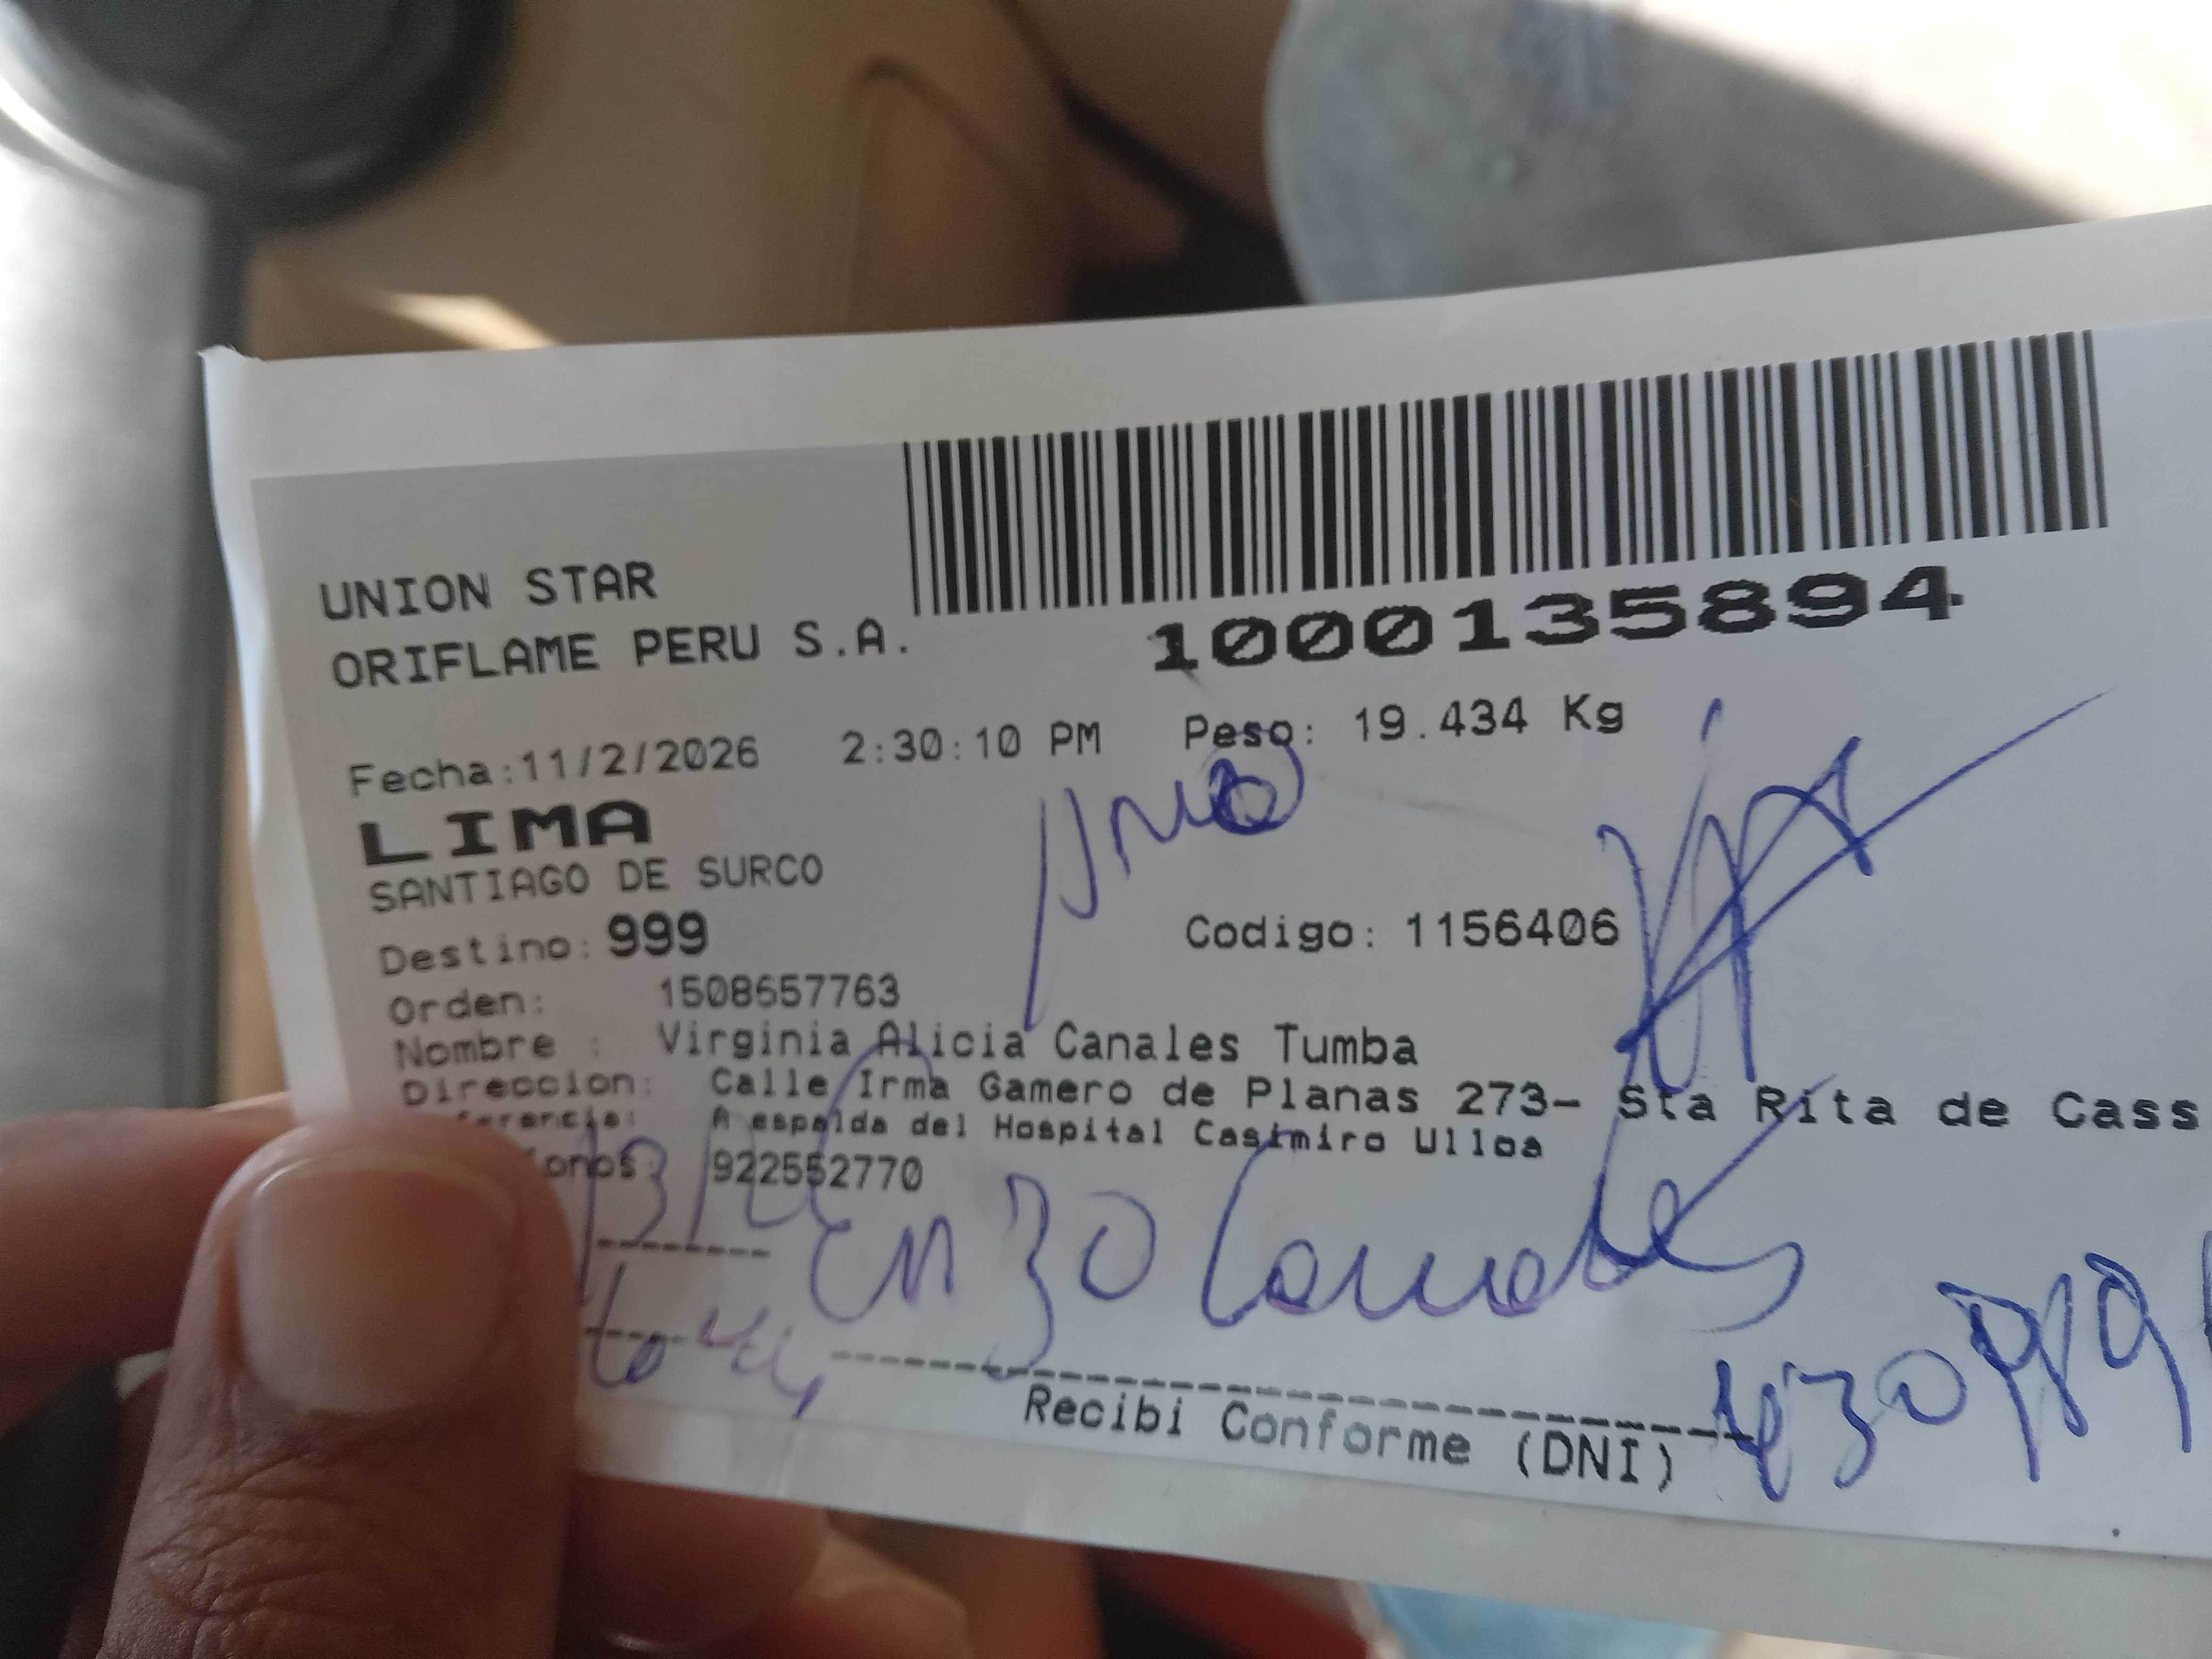 UNION STAR
ORIFLAME PERU S.A.
1000135894
Fecha:11/2/2026 2:30:10 PM Peso: 19.434 Kg
LIMA
SANTIAGO DE SURCO
Destino: 999 Codigo: 1156406
Orden: 1508657763
Nombre : Virginia Alicia Canales Tumba
Direccion: Calle Irma Gamero de Planas 273- Sta Rita de Cass
A espalda del Hospital Casimiro Ulloa
922552770
Enzo Canales
Recibi Conforme (DNI)